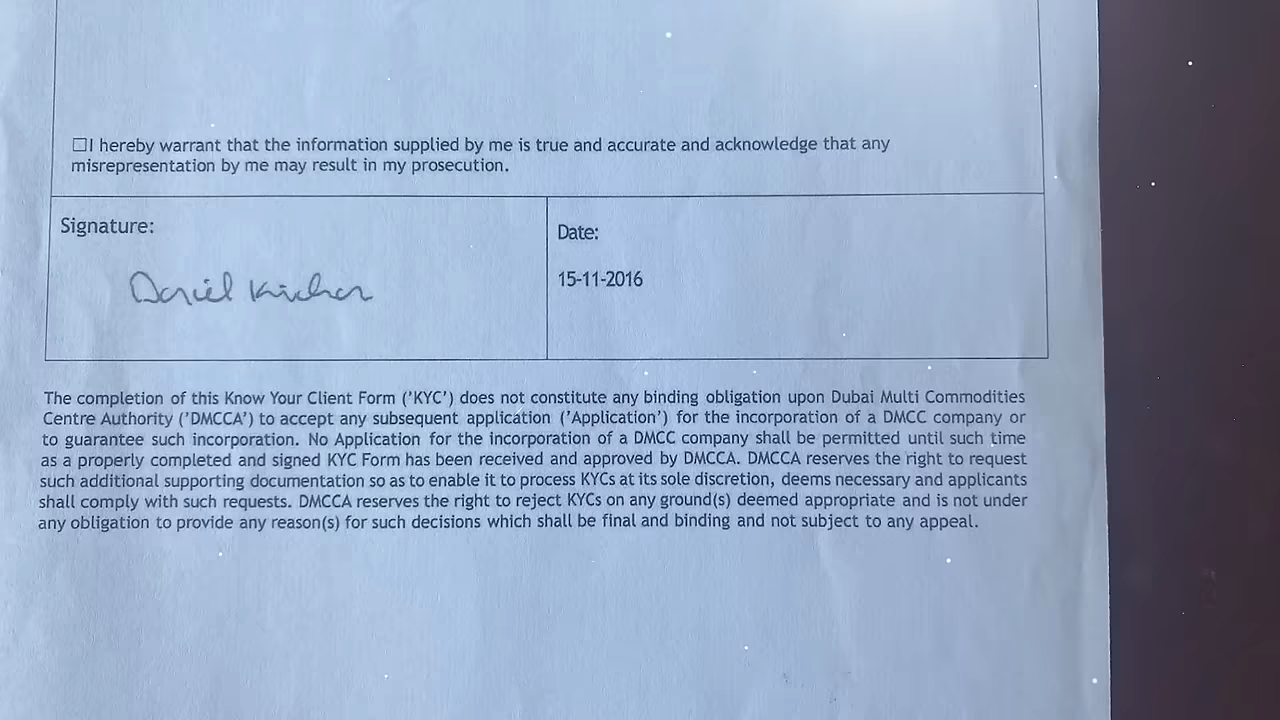 ☐I hereby warrant that the information supplied by me is true and accurate and acknowledge that any
misrepresentation by me may result in my prosecution.
Signature:
Date:
15-11-2016
Daniel
The completion of this Know Your Client Form ('KYC') does not constitute any binding obligation upon Dubai Multi Commodities
Centre Authority ('DMCCA') to accept any subsequent application ('Application') for the incorporation of a DMCC company or
to guarantee such incorporation. No Application for the incorporation of a DMCC company shall be permitted until such time
as a properly completed and signed KYC Form has been received and approved by DMCCA. DMCCA reserves the right to request
such additional supporting documentation so as to enable it to process KYCs at its sole discretion, deems necessary and applicants
shall comply with such requests. DMCCA reserves the right to reject KYCs on any ground(s) deemed appropriate and is not under
any obligation to provide any reason(s) for such decisions which shall be final and binding and not subject to any appeal.